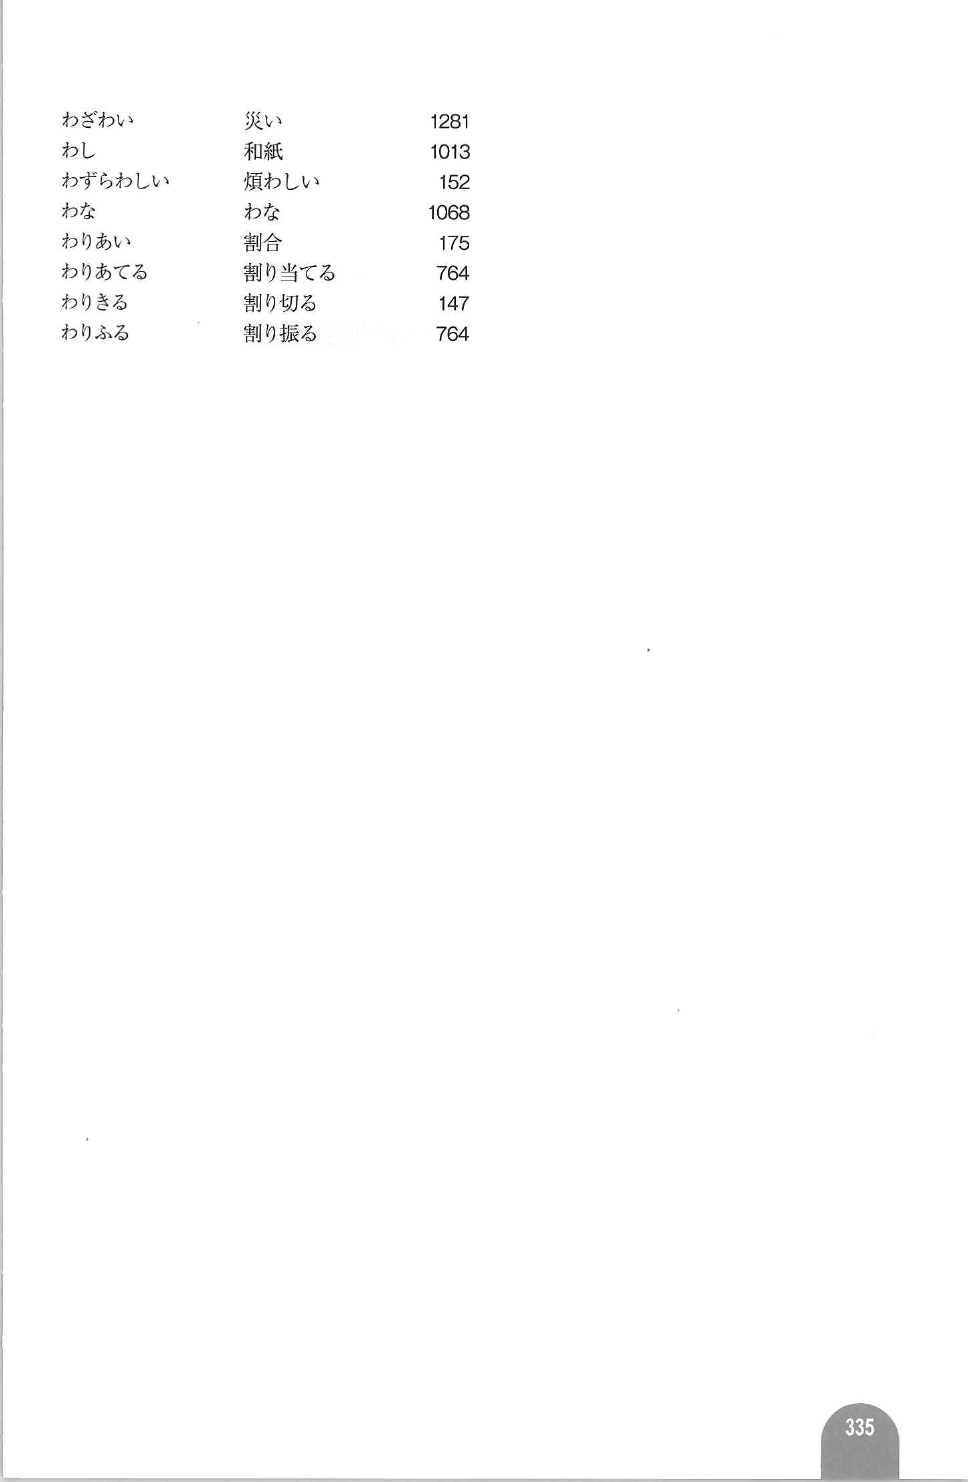 わざわい 災い 1281
わし 和紙 1013
わずらわしい 煩わしい 152
わな わな 1068
わりあい 割合 175
わりあてる 割り当てる 764
わりきる 割り切る 147
わりふる 割り振る 764
335